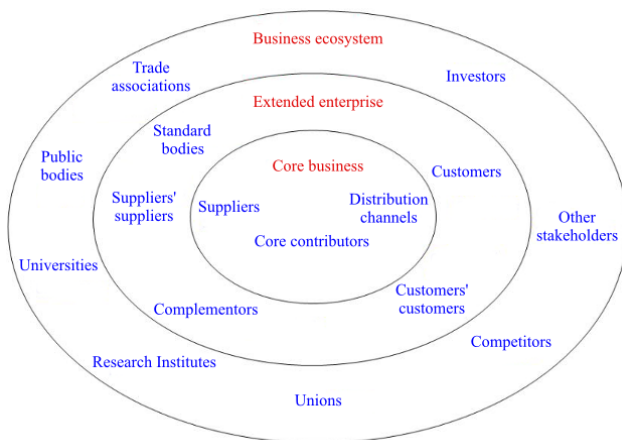 Business ecosystem
Trade
associations
Investors
Extended enterprise
Standard
bodies
Public
bodies
Core business
Customers
Suppliers'
suppliers
Suppliers
Distribution
channels
Other
stakeholders
Core contributors
Universities
Customers'
customers
Complementors
Competitors
Research Institutes
Unions